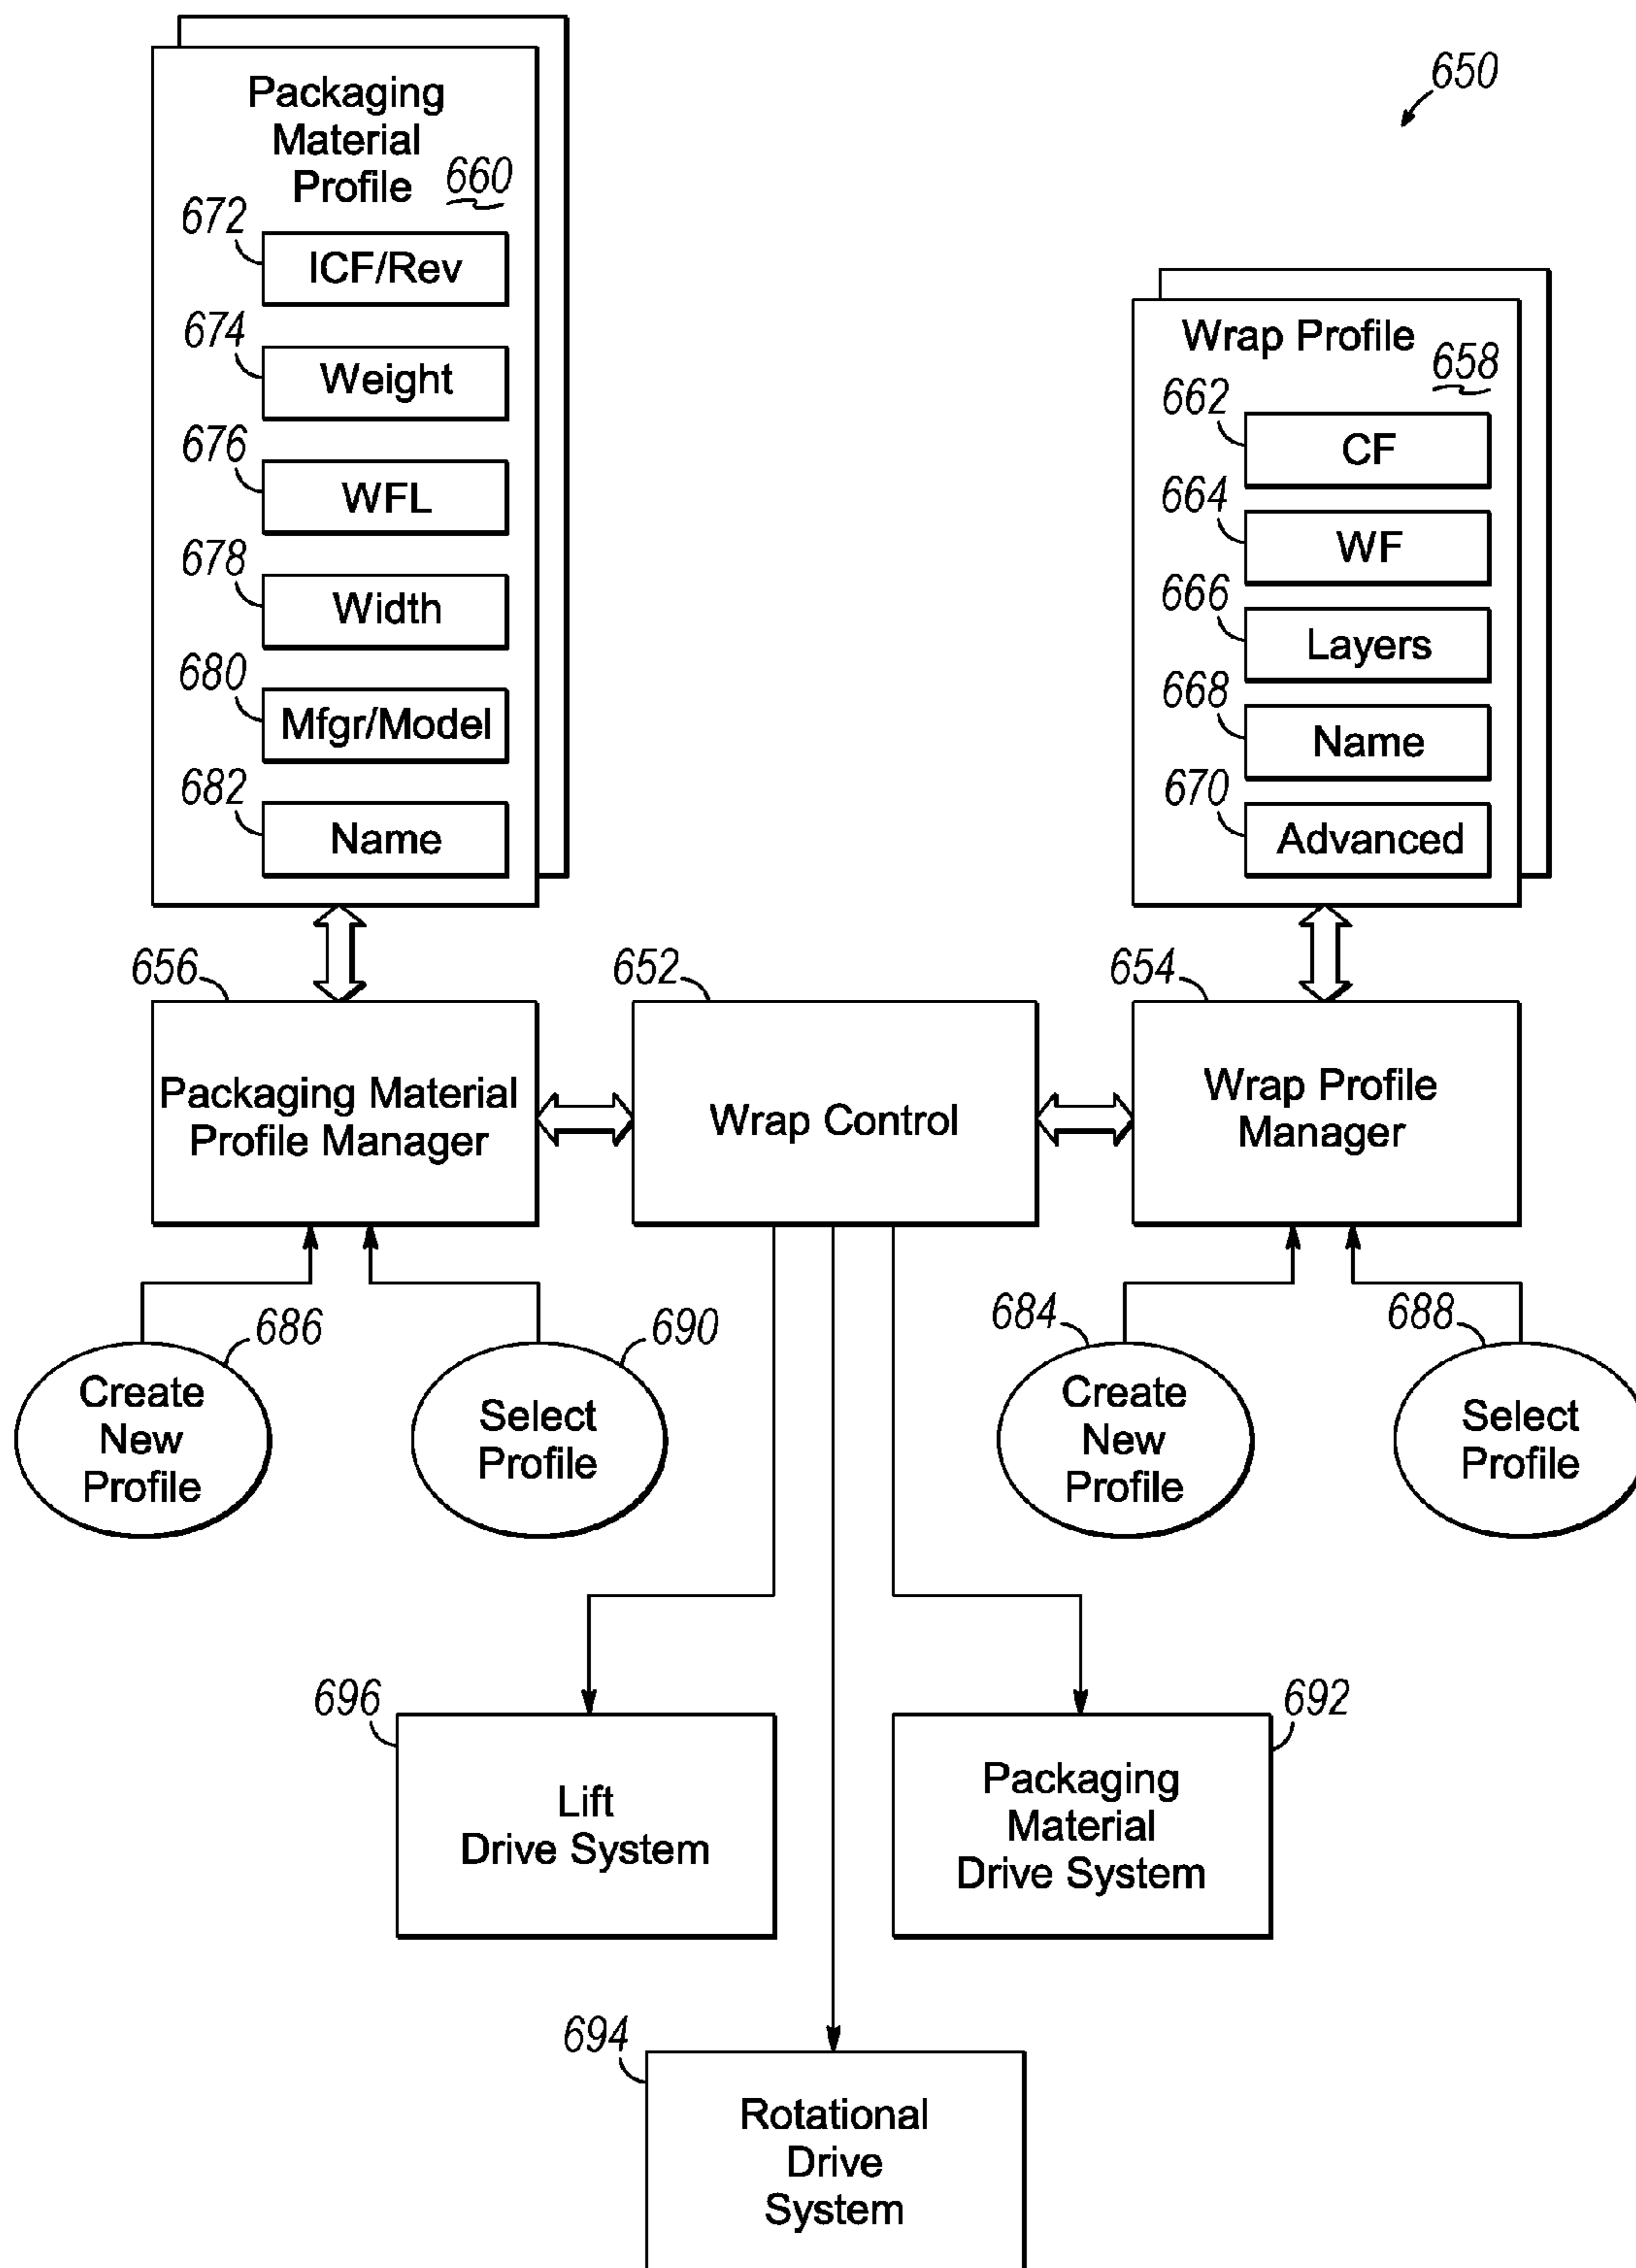 650
Packaging
Material
Profile
660
672
ICF/Rev
674
Weight
676
WFL
678
Width
680
Mfgr/Model
682
Name
Wrap Profile
658
662
CF
664
WF
666
Layers
668
Name
670
Advanced
656
Packaging Material
Profile Manager
652
Wrap Control
654
Wrap Profile
Manager
686
Create
New
Profile
690
Select
Profile
684
Create
New
Profile
688
Select
Profile
696
Lift
Drive System
692
Packaging
Material
Drive System
694
Rotational
Drive
System